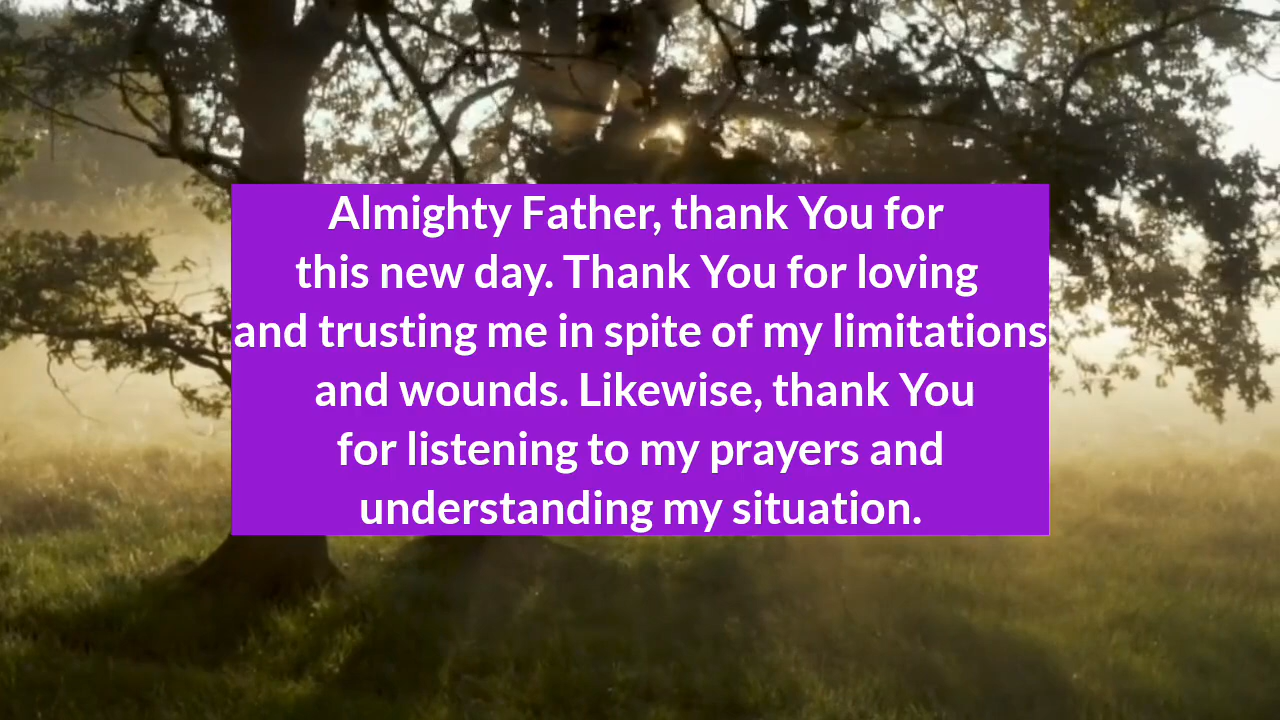 Almighty Father, thank You for
this new day. Thank You for loving
and trusting me in spite of my limitations
and wounds. Likewise, thank You
for listening to my prayers and
understanding my situation.